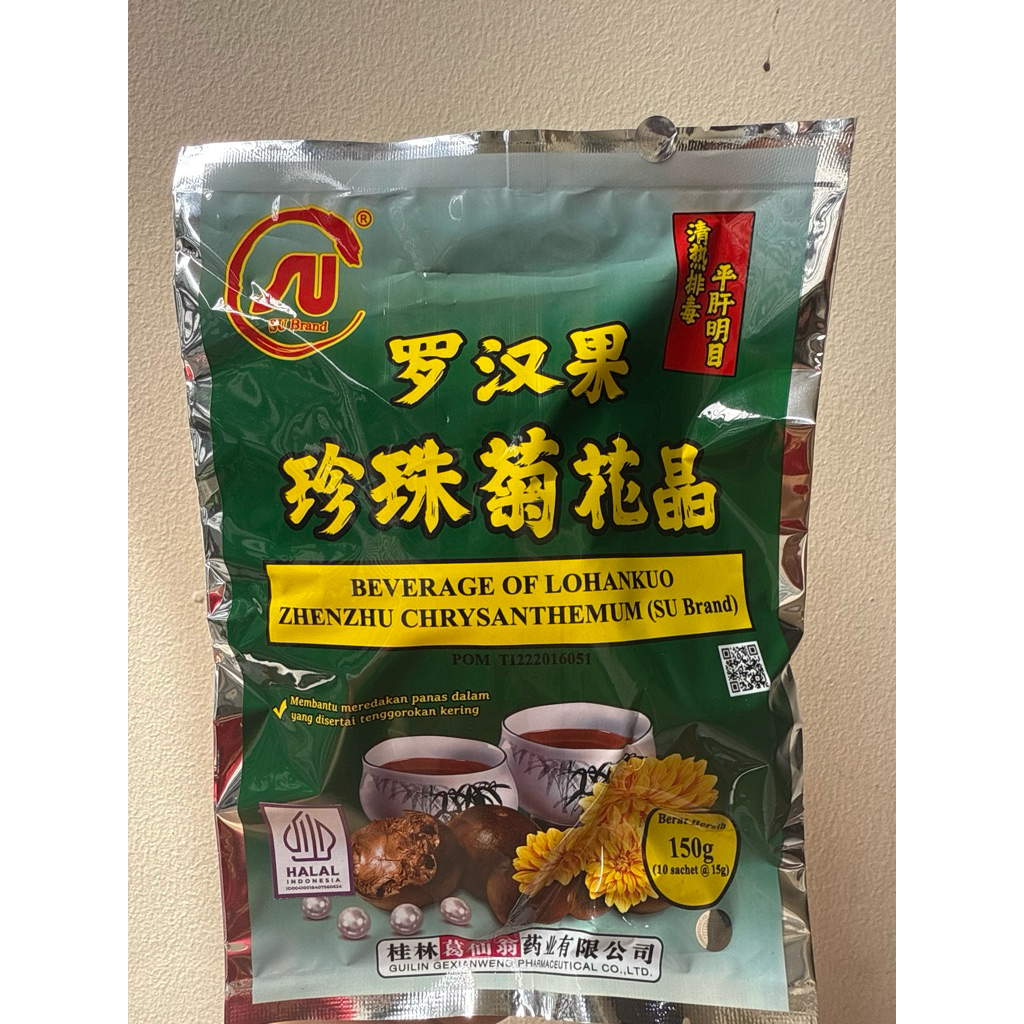 SU
®
SU Brand
清热排毒
平肝明目
罗汉果
珍珠菊花晶
BEVERAGE OF LOHANKUO
ZHENZHU CHRYSANTHEMUM (SU Brand)
POM TI222016051
Membantu meredakan panas dalam
yang disertai tenggorokan kering
HALAL
INDONESIA
Berat Bersih
150g
(10 sachet @ 15g)
桂林葛仙翁药业有限公司
GUILIN GEXIANWENG PHARMACEUTICAL CO.,LTD.